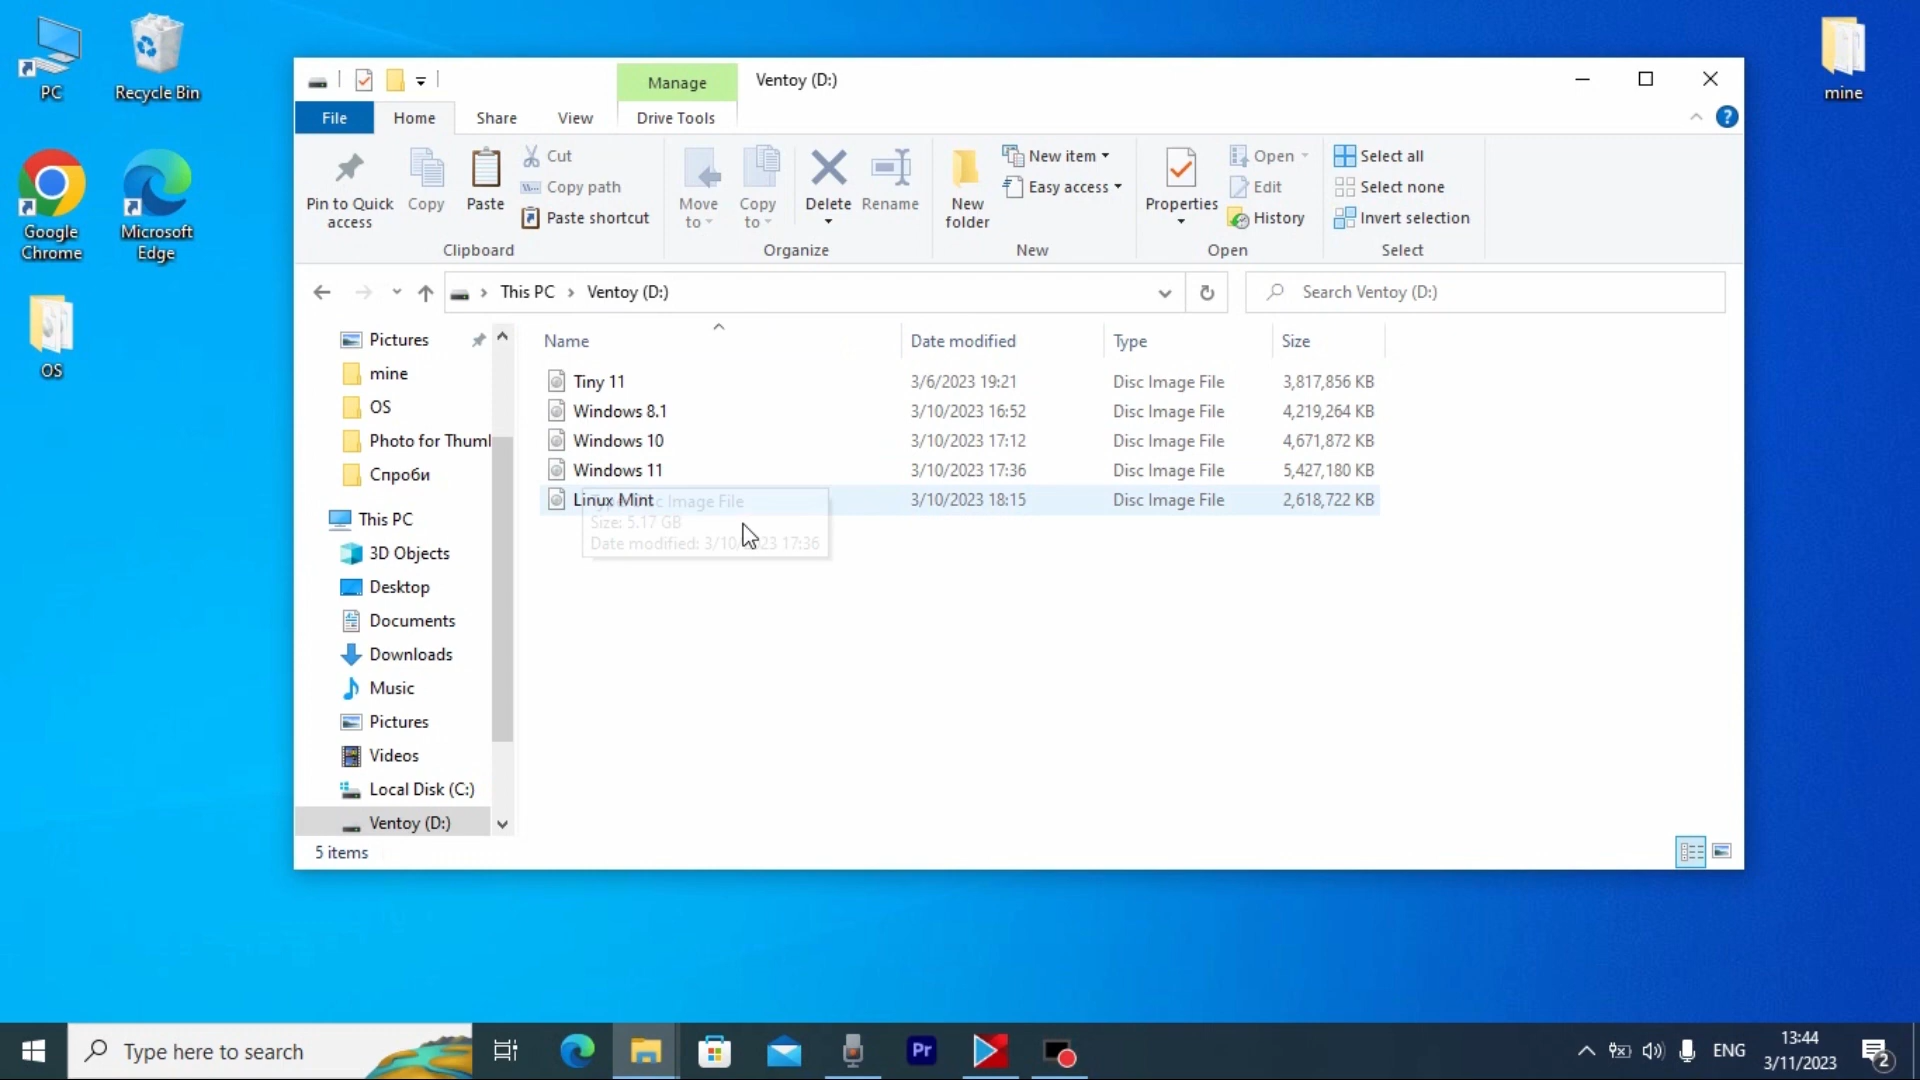 PC
Recycle Bin
Google
Chrome
Microsoft
Edge
OS
mine
Manage
Ventoy (D:)
File
Home
Share
View
Drive Tools
?
Pin to Quick
access
Copy
Paste
Cut
Copy path
Paste shortcut
Clipboard
Move
to
Copy
to
Delete
Rename
Organize
New
folder
New item
Easy access
New
Properties
Open
Edit
History
Open
Select all
Select none
Invert selection
Select
This PC
Ventoy (D:)
Search Ventoy (D:)
Pictures
mine
OS
Photo for Thuml
Спроби
This PC
3D Objects
Desktop
Documents
Downloads
Music
Pictures
Videos
Local Disk (C:)
Ventoy (D:)
Name Date modified Type Size
Tiny 11 3/6/2023 19:21 Disc Image File 3,817,856 KB
Windows 8.1 3/10/2023 16:52 Disc Image File 4,219,264 KB
Windows 10 3/10/2023 17:12 Disc Image File 4,671,872 KB
Windows 11 3/10/2023 17:36 Disc Image File 5,427,180 KB
Linux Mint 3/10/2023 18:15 Disc Image File 2,618,722 KB
Image File
Size: 5.17 GB
Date modified: 3/10/2023 17:36
5 items
Type here to search
Pr
ENG
13:44
3/11/2023
2